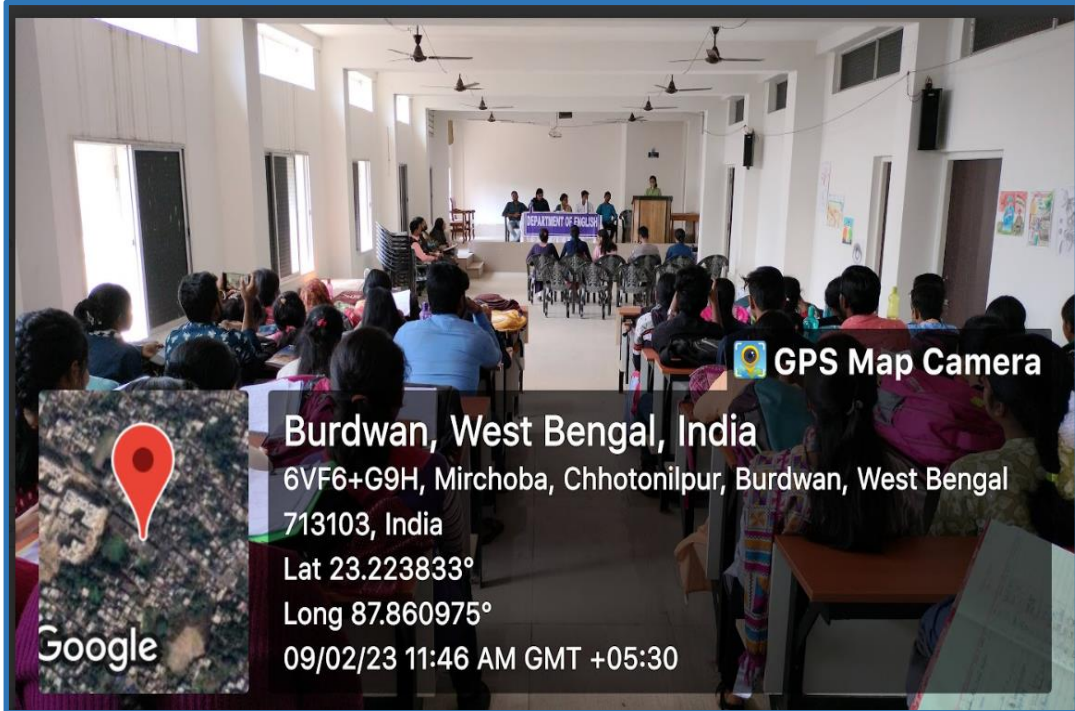 DEPARTMENT OF ENGLISH
GPS Map Camera
Burdwan, West Bengal, India
6VF6+G9H, Mirchoba, Chhotonilpur, Burdwan, West Bengal
713103, India
Lat 23.223833°
Long 87.860975°
09/02/23 11:46 AM GMT +05:30
Google